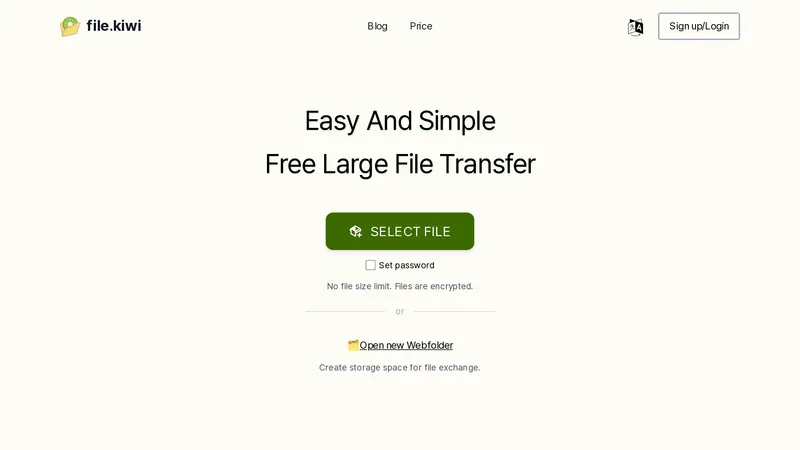 file.kiwi
Blog
Price
Sign up/Login
Easy And Simple
Free Large File Transfer
SELECT FILE
Set password
No file size limit. Files are encrypted.
or
Open new Webfolder
Create storage space for file exchange.